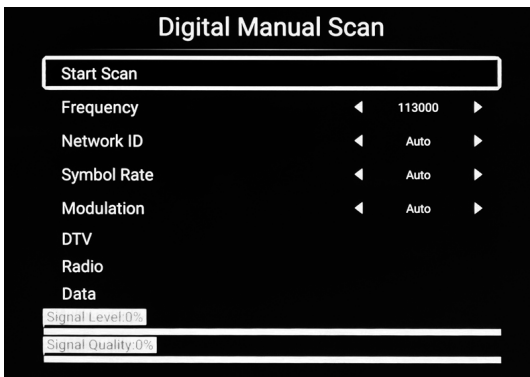 Digital Manual Scan
Start Scan
Frequency 113000
Network ID Auto
Symbol Rate Auto
Modulation Auto
DTV
Radio
Data
Signal Level:0%
Signal Quality:0%